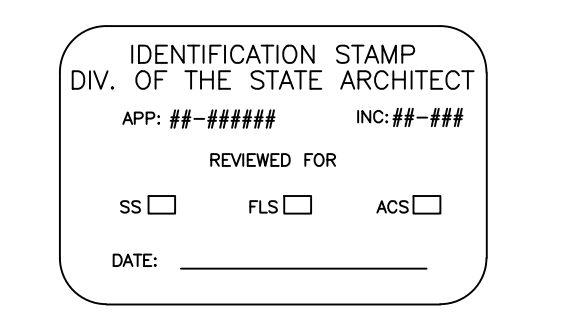 IDENTIFICATION STAMP
DIV. OF THE STATE ARCHITECT
APP: ##-###### INC: ##-###
REVIEWED FOR
SS FLS ACS
DATE: